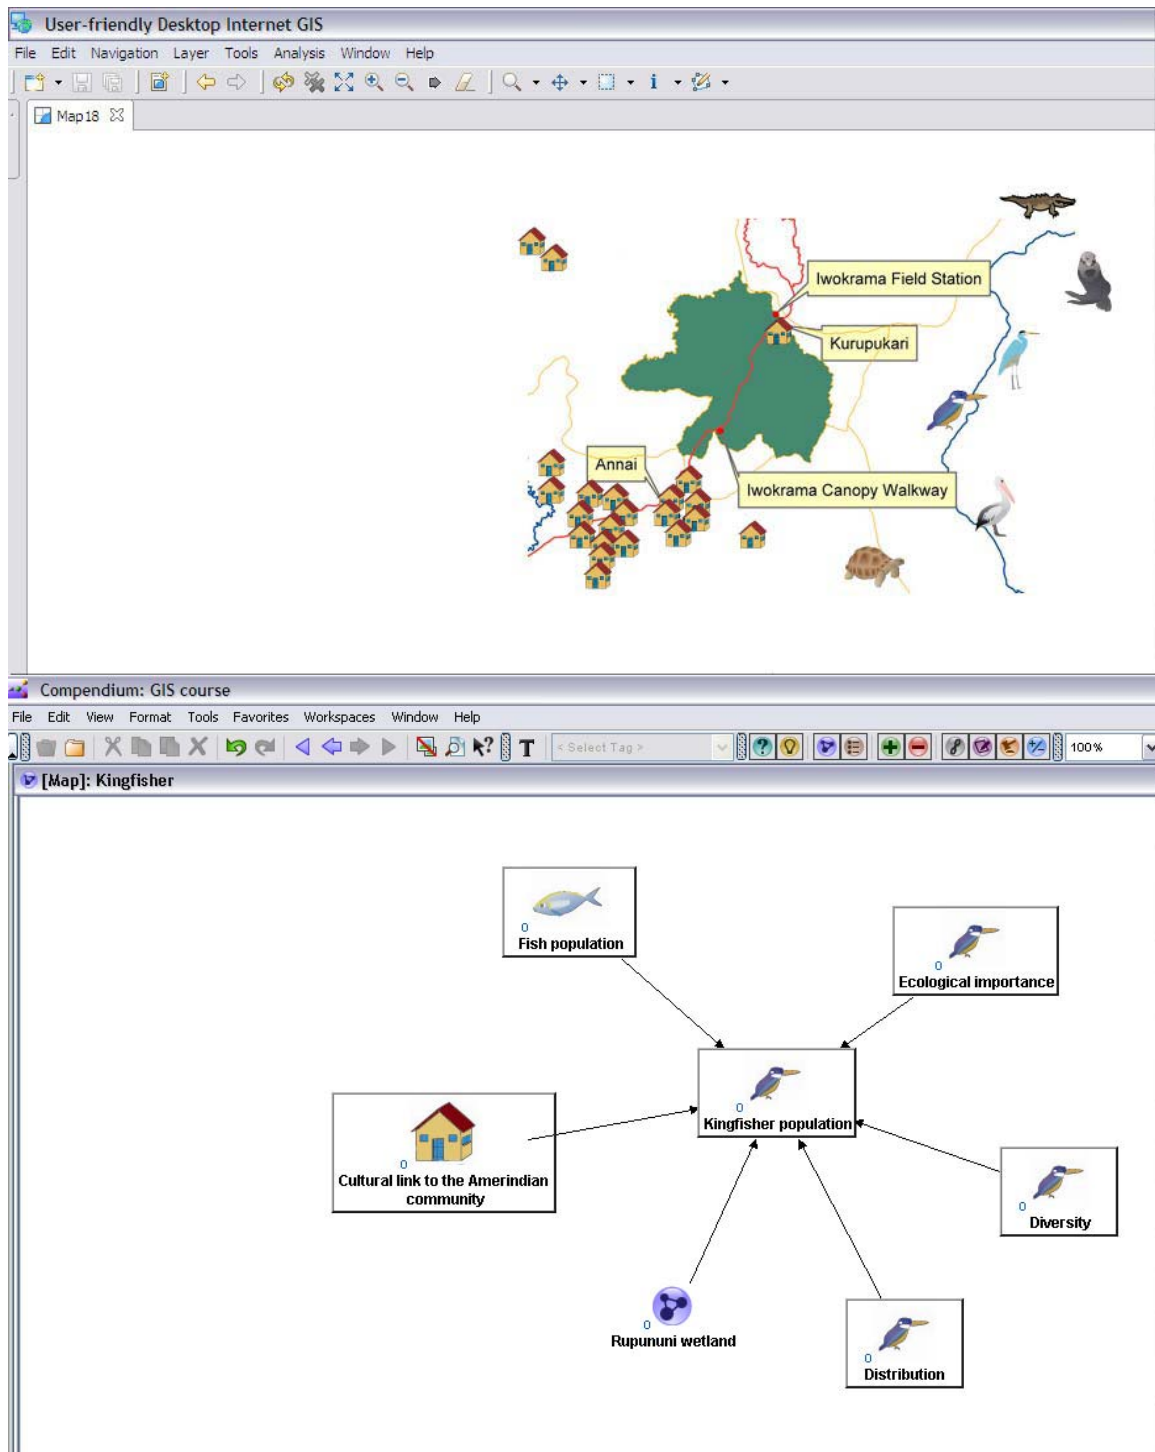 User-friendly Desktop Internet GIS
File Edit Navigation Layer Tools Analysis Window Help
Map18
Iwokrama Field Station
Kurupukari
Annai
Iwokrama Canopy Walkway
Compendium: GIS course
File Edit View Format Tools Favorites Workspaces Window Help
T < Select Tag > 100%
[Map]: Kingfisher
0
Fish population
0
Ecological importance
0
Kingfisher population
0
Cultural link to the Amerindian
community
0
Diversity
0
Rupununi wetland
0
Distribution